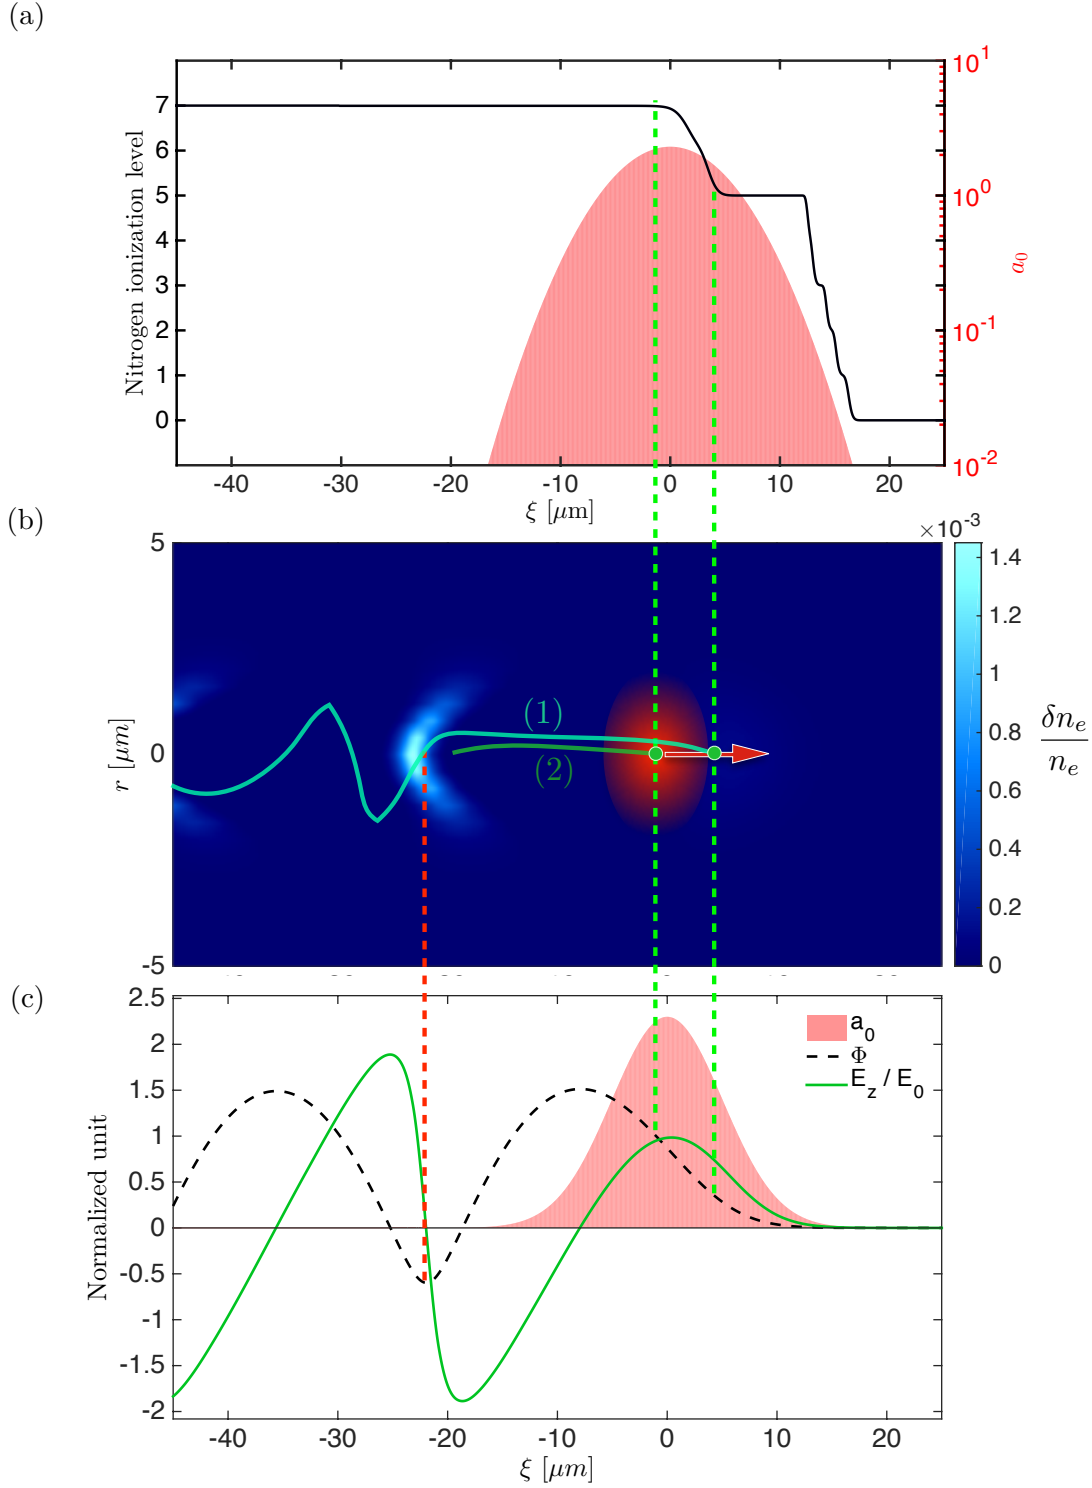 (a)
Nitrogen ionization level
7
6
5
4
3
2
1
0
10^1
10^0
10^-1
10^-2
a_0
-40 -30 -20 -10 0 10 20
ξ [μm]
(b)
×10^-3
5
0
-5
r [μm]
(1)
(2)
1.4
1.2
1
0.8
0.6
0.4
0.2
0
δn_e
n_e
(c)
2.5
2
1.5
1
0.5
0
-0.5
-1
-1.5
-2
Normalized unit
a_0
Φ
E_z / E_0
-40 -30 -20 -10 0 10 20
ξ [μm]